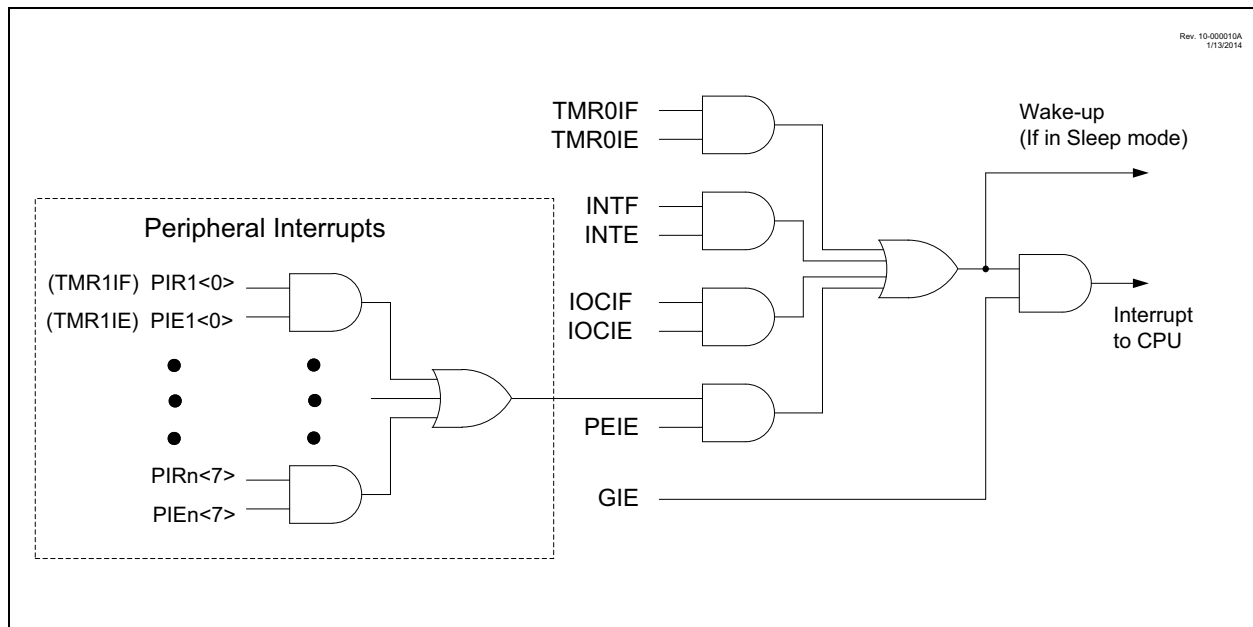 Rev. 10-000010A
1/13/2014
TMR0IF
TMR0IE
Wake-up
(If in Sleep mode)
INTF
INTE
Peripheral Interrupts
(TMR1IF) PIR1<0>
(TMR1IE) PIE1<0>
IOCIF
IOCIE
Interrupt
to CPU
PEIE
PIRn<7>
PIEn<7>
GIE